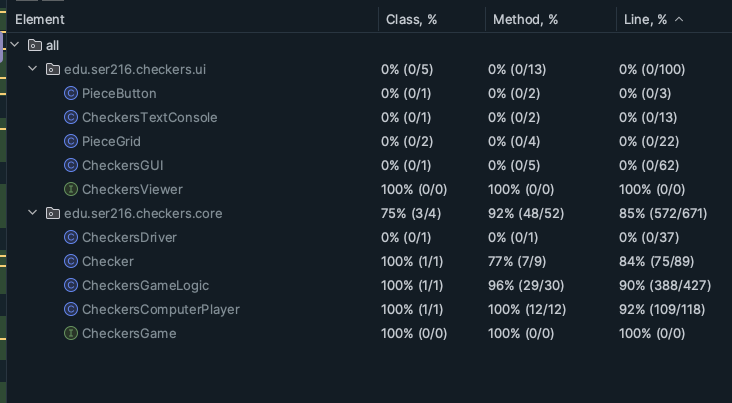 Element Class, % Method, % Line, %
all
edu.ser216.checkers.ui 0% (0/5) 0% (0/13) 0% (0/100)
PieceButton 0% (0/1) 0% (0/2) 0% (0/3)
CheckersTextConsole 0% (0/1) 0% (0/2) 0% (0/13)
PieceGrid 0% (0/2) 0% (0/4) 0% (0/22)
CheckersGUI 0% (0/1) 0% (0/5) 0% (0/62)
CheckersViewer 100% (0/0) 100% (0/0) 100% (0/0)
edu.ser216.checkers.core 75% (3/4) 92% (48/52) 85% (572/671)
CheckersDriver 0% (0/1) 0% (0/1) 0% (0/37)
Checker 100% (1/1) 77% (7/9) 84% (75/89)
CheckersGameLogic 100% (1/1) 96% (29/30) 90% (388/427)
CheckersComputerPlayer 100% (1/1) 100% (12/12) 92% (109/118)
CheckersGame 100% (0/0) 100% (0/0) 100% (0/0)